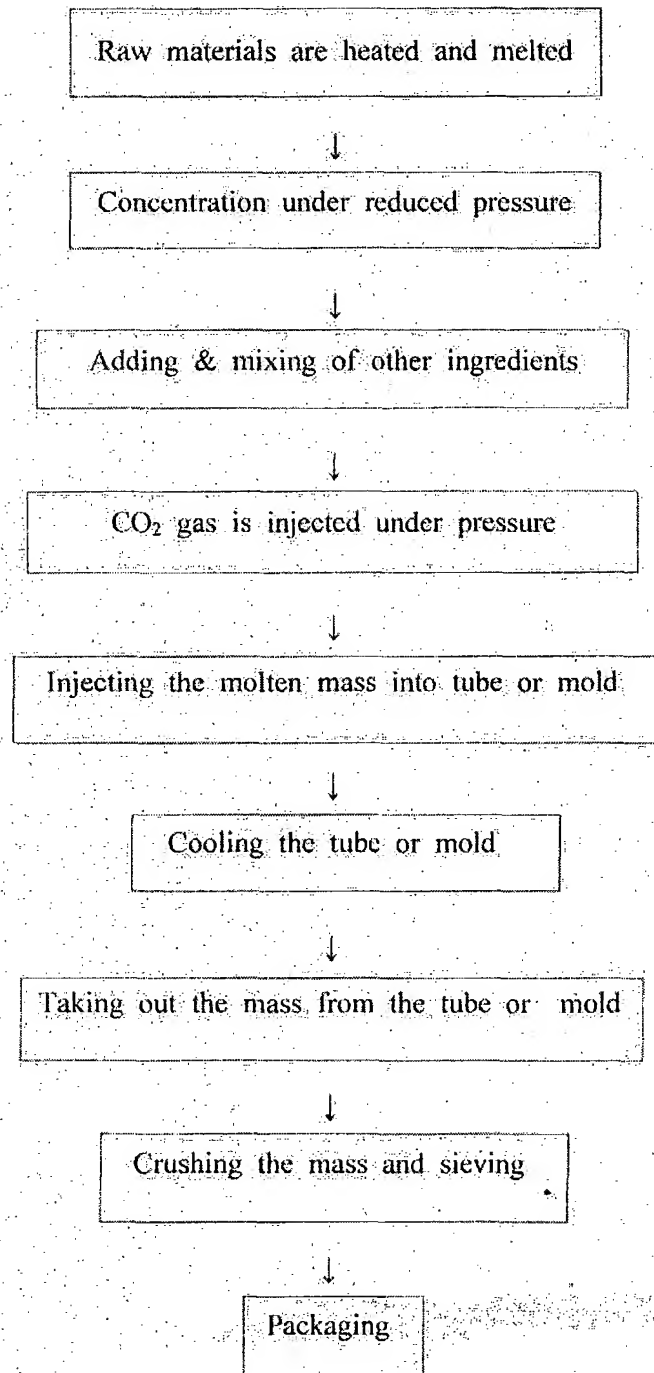 Raw materials are heated and melted
↓
Concentration under reduced pressure
↓
Adding & mixing of other ingredients
↓
CO₂ gas is injected under pressure
↓
Injecting the molten mass into tube or mold
↓
Cooling the tube or mold
↓
Taking out the mass from the tube or mold
↓
Crushing the mass and sieving
↓
Packaging